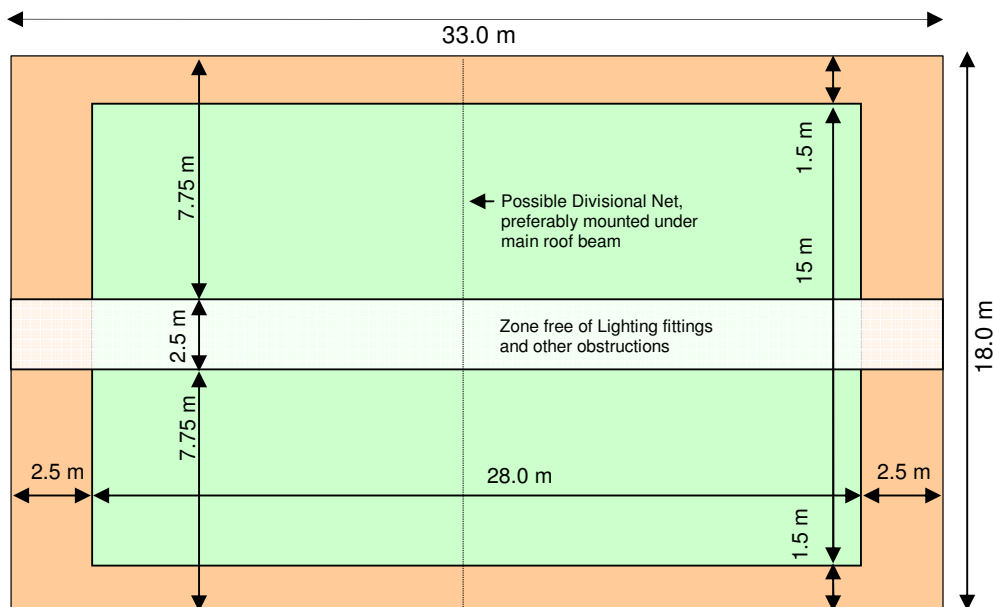 33.0 m
1.5 m
7.75 m
Possible Divisional Net,
preferably mounted under
main roof beam
15 m
2.5 m
Zone free of Lighting fittings
and other obstructions
18.0 m
7.75 m
2.5 m
28.0 m
2.5 m
1.5 m